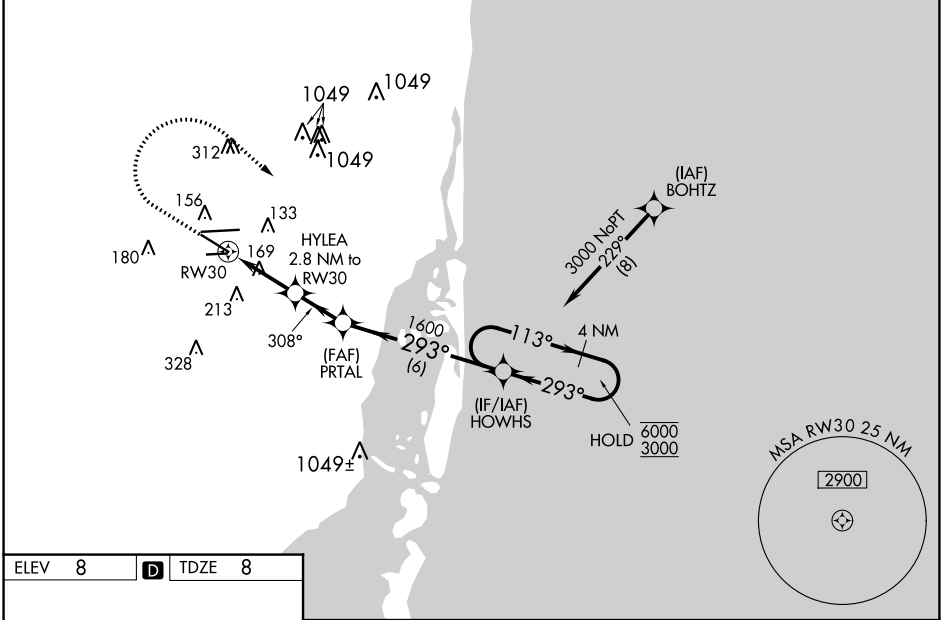 1049
1049
312
1049
(IAF)
BOHTZ
156
133
3000 NoPT
229°
(8)
HYLEA
2.8 NM to
RW30
180
169
RW30
213
308°
1600
293°
(6)
113°
4 NM
328
(FAF)
PRTAL
293°
(IF/IAF)
HOWHS
HOLD
6000
3000
1049±
MSA RW30 25 NM
2900
ELEV 8
D
TDZE 8